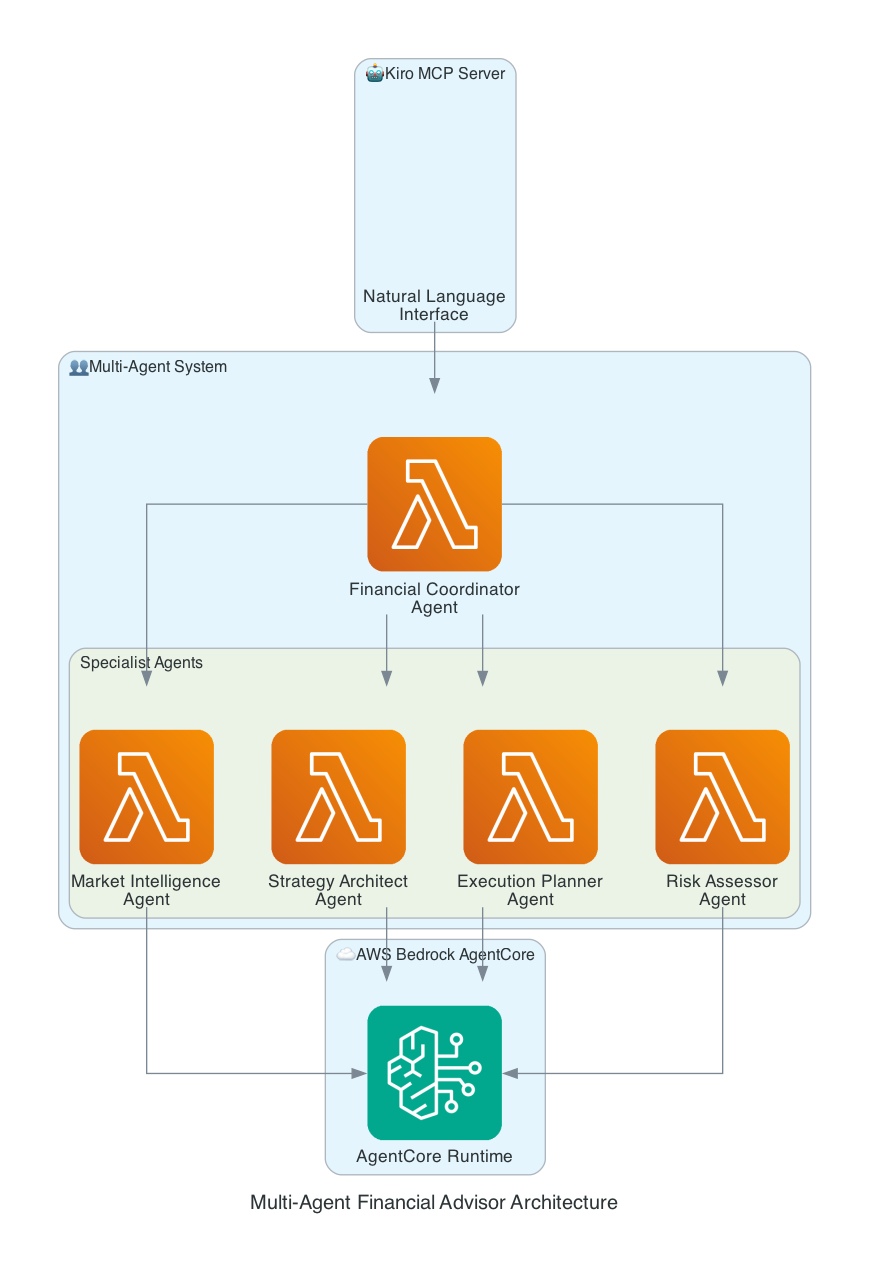 🤖Kiro MCP Server
Natural Language
Interface
👥Multi-Agent System
Financial Coordinator
Agent
Specialist Agents
Market Intelligence
Agent
Strategy Architect
Agent
Execution Planner
Agent
Risk Assessor
Agent
☁️AWS Bedrock AgentCore
AgentCore Runtime
Multi-Agent Financial Advisor Architecture